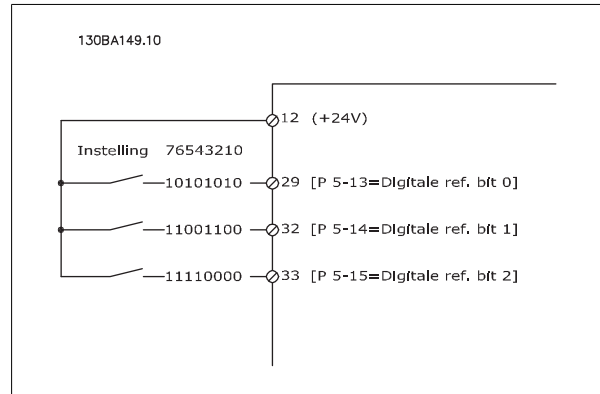 130BA149.10
12 (+24V)
Instelling 76543210
10101010 29 [P 5-13=Digitale ref. bit 0]
11001100 32 [P 5-14=Digitale ref. bit 1]
11110000 33 [P 5-15=Digitale ref. bit 2]